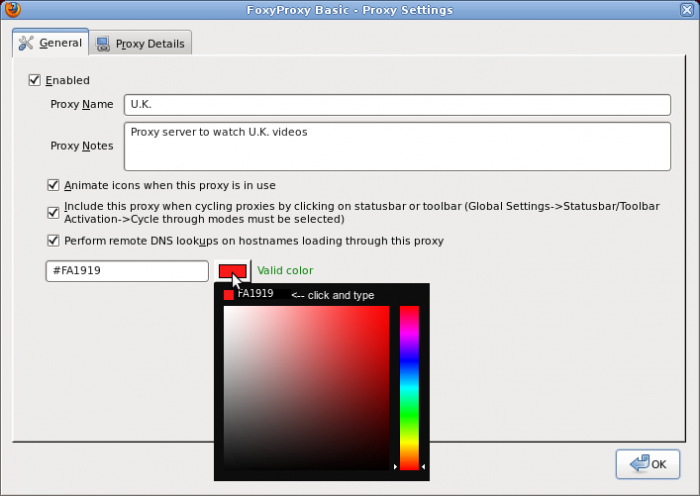 FoxyProxy Basic - Proxy Settings
General
Proxy Details
Enabled
Proxy Name
U.K.
Proxy Notes
Proxy server to watch U.K. videos
Animate icons when this proxy is in use
Include this proxy when cycling proxies by clicking on statusbar or toolbar (Global Settings->Statusbar/Toolbar
Activation->Cycle through modes must be selected)
Perform remote DNS lookups on hostnames loading through this proxy
#FA1919
Valid color
FA1919 <-- click and type
OK